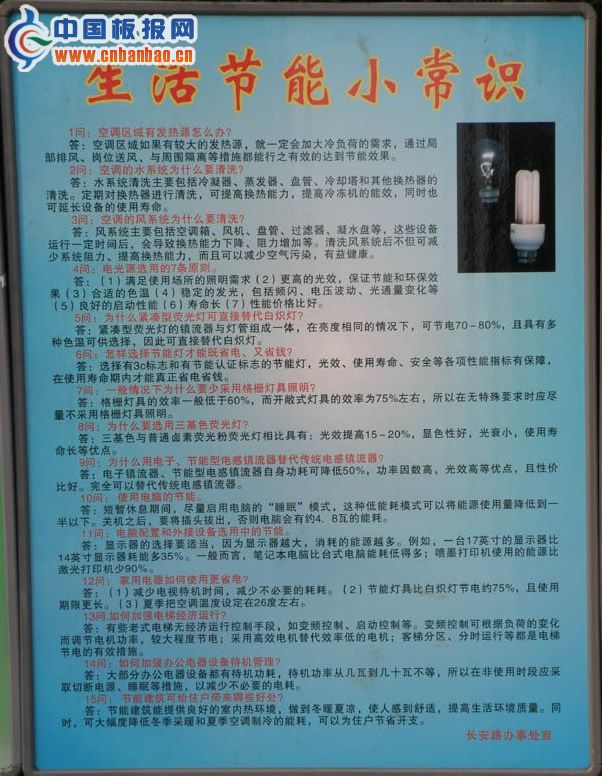 中国板报网
www.cnbanbao.cn
生活节能小常识
1问：空调区域有发热源怎么办？
答：空调区域如果有较大的发热源，就一定会加大冷负荷的需求，通过局
部排风、岗位送风、与周围隔离等措施都能行之有效的达到节能效果。
2问：空调的水系统为什么要清洗？
答：水系统清洗主要包括冷凝器、蒸发器、盘管、冷却塔和其他换热器的
清洗。定期对换热器进行清洗，可提高换热能力，提高冷冻机的能效，同时也
可延长设备的使用寿命。
3问：空调的风系统为什么要清洗？
答：风系统主要包括空调箱、风机、盘管、过滤器、凝水盘等，这些设备
运行一定时间后，会导致换热能力下降、阻力增加等。清洗风系统后不但可减
少系统阻力、提高换热能力，而且可以减少空气污染，有益健康。
4问：电光源选用的7条原则。
答：（1）满足使用场所的照明需求（2）更高的光效，保证节能和环保效
果（3）合适的色温（4）稳定的发光，包括频闪、电压波动、光通量变化等
（5）良好的启动性能（6）寿命长（7）性能价格比好。
5问：为什么紧凑型荧光灯可直接替代白炽灯？
答：紧凑型荧光灯的镇流器与灯管组成一体，在亮度相同的情况下，可节电70-80%，且具有多
种色温可供选择，因此可直接替代白炽灯。
6问：怎样选择节能灯才能既省电、又省钱？
答：选择有3c标志和有节能认证标志的节能灯，光效、使用寿命、安全等各项性能指标有保障，
在使用寿命期内才能真正省电省钱。
7问：一般情况下为什么要少采用格栅灯具照明？
答：格栅灯具的效率一般低于60%，而开敞式灯具的效率为75%左右，所以在无特殊要求时应尽
量不采用格栅灯具照明。
8问：为什么要选用三基色荧光灯？
答：三基色与普通卤素荧光粉荧光灯相比具有：光效提高15-20%，显色性好，光衰小，使用寿
命长等优点。
9问：为什么用电子、节能型电感镇流器替代传统电感镇流器？
答：电子镇流器、节能型电感镇流器自身功耗可降低50%，功率因数高，光效高等优点，且性价
比好。完全可以替代传统电感镇流器。
10问：使用电脑的节能。
答：短暂休息期间，尽量启用电脑的“睡眠”模式，这种低能耗模式可以将能源使用量降低到一
半以下。关机之后，要将插头拔出，否则电脑会有约4.8瓦的能耗。
11问：电脑配置和外接设备选用中的节能。
答：显示器的选择要适当，因为显示器越大，消耗的能源越多。例如，一台17英寸的显示器比
14英寸显示器耗能多35%。一般而言，笔记本电脑比台式电脑能耗低得多；喷墨打印机使用的能源比
激光打印机少90%。
12问：家用电器如何使用更省电？
答：（1）减少电视待机时间，减少不必要的耗耗。（2）节能灯具比白炽灯节电约75%，且使用
期限更长。（3）夏季把空调温度设定在26度左右。
13问:如何加强电梯经济运行？
答：有些老式电梯无经济运行控制手段，如变频控制、启动控制等。变频控制可根据负荷的变化
而调节电机功率，较大程度节电；采用高效电机替代效率低的电机；客梯分区、分时运行等都是电梯
节电的有效措施。
14问：如何加强办公电器设备待机管理？
答：大部分办公电器设备都有待机功耗，待机功率从几瓦到几十瓦不等，所以在非使用时段应采
取切断电源、睡眠等措施，以减少不必要的电耗。
15问：节能建筑可给住户带来哪些好处？
答：节能建筑能提供良好的室内热环境，做到冬暖夏凉，使人感到舒适，提高生活环境质量。同
时，可大幅度降低冬季采暖和夏季空调制冷的能耗，可以为住户节省开支。
长安路办事处宣